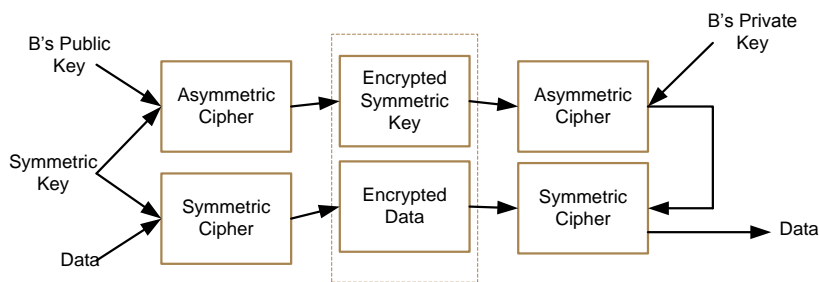 B's Public
Key
B's Private
Key
Asymmetric
Cipher
Encrypted
Symmetric
Key
Asymmetric
Cipher
Symmetric
Key
Symmetric
Cipher
Encrypted
Data
Symmetric
Cipher
Data
Data